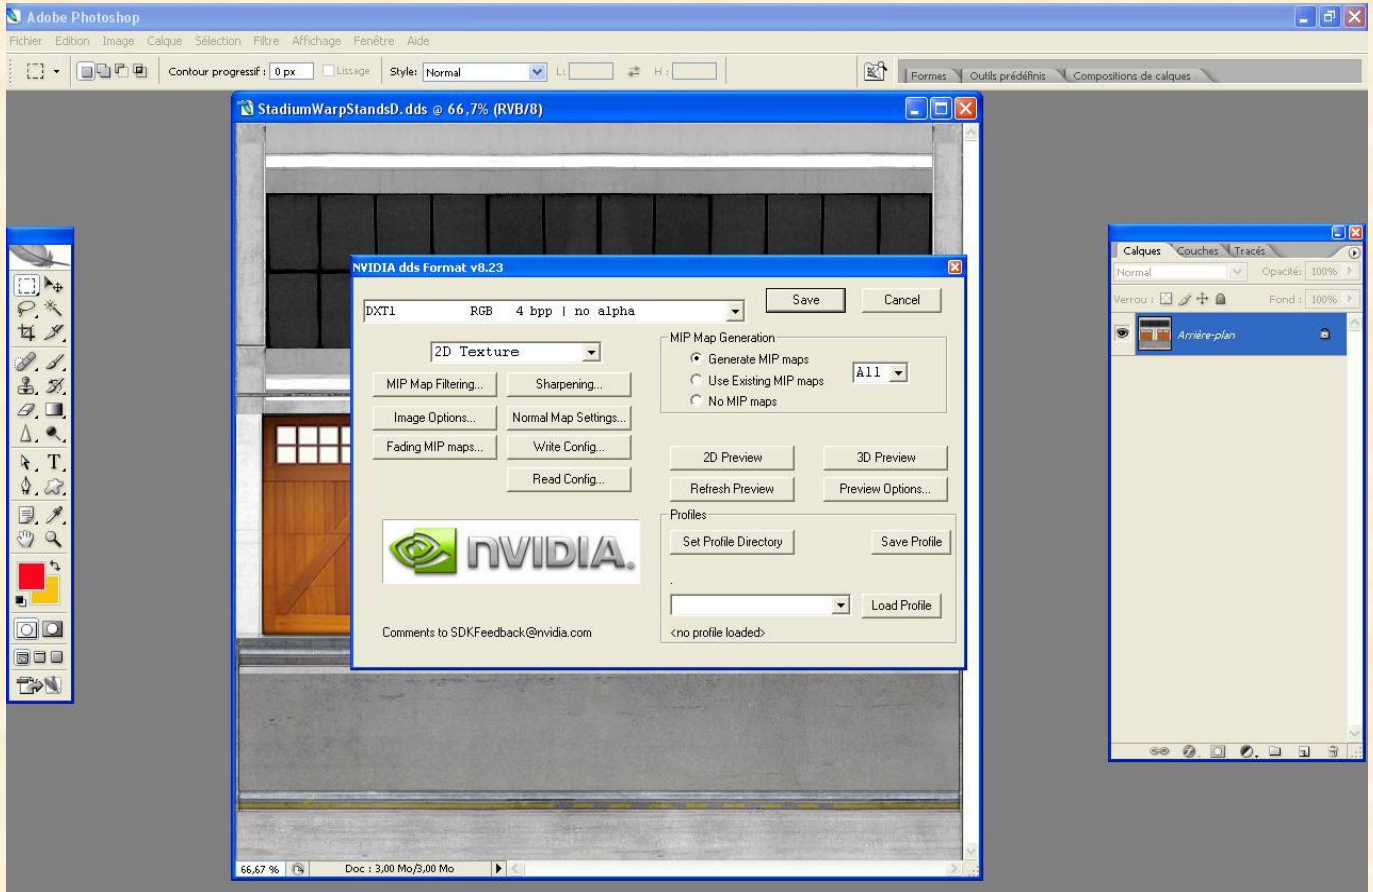 Adobe Photoshop
Fichier Edition Image Calque Sélection Filtre Affichage Fenêtre Aide
Contour progressif : 0 px Lissage Style: Normal L: H : Formes Outils prédéfinis Compositions de calques
StadiumWarpStandsD.dds @ 66,7% (RVB/8)
Calques Couches Tracés
Normal Opacité: 100%
Verrou : Fond : 100%
Arrière-plan
NVIDIA dds Format v8.23
DXT1 RGB 4 bpp | no alpha
Save Cancel
2D Texture
MIP Map Generation
Generate MIP maps
Use Existing MIP maps
No MIP maps
All
MIP Map Filtering... Sharpening...
Image Options... Normal Map Settings...
Fading MIP maps... Write Config...
Read Config...
2D Preview 3D Preview
Refresh Preview Preview Options...
Profiles
Set Profile Directory Save Profile
.
Load Profile
<no profile loaded>
nVIDIA.
Comments to SDKFeedback@nvidia.com
T
66,67 % Doc : 3,00 Mo/3,00 Mo